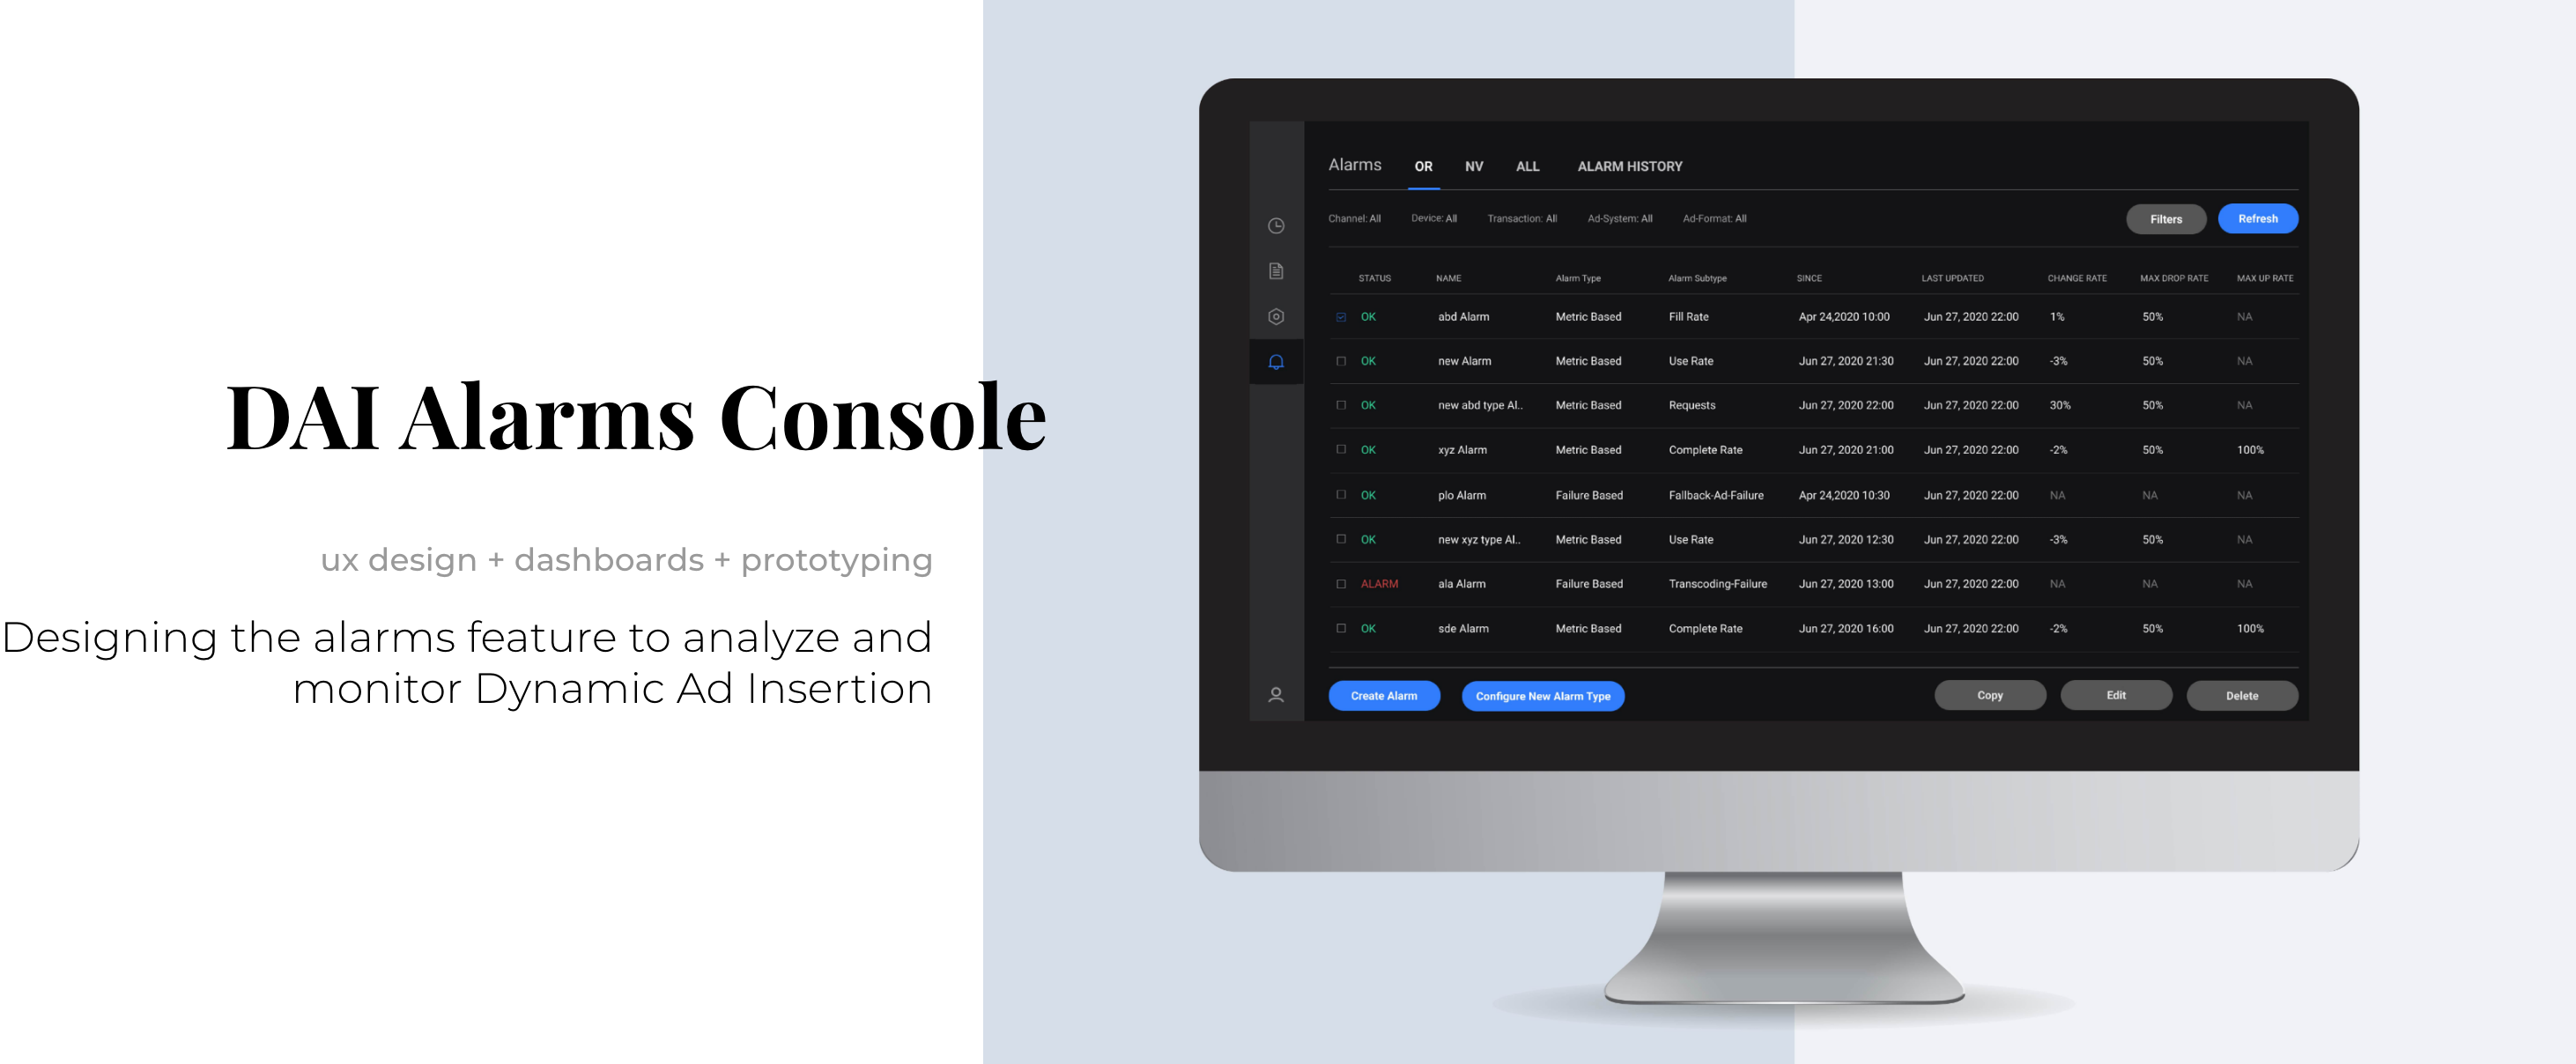 DAI Alarms Console
ux design + dashboards + prototyping
Designing the alarms feature to analyze and
monitor Dynamic Ad Insertion
Alarms OR NV ALL ALARM HISTORY
Channel: All Device: All Transaction: All Ad-System: All Ad-Format: All Filters Refresh
STATUS NAME Alarm Type Alarm Subtype SINCE LAST UPDATED CHANGE RATE MAX DROP RATE MAX UP RATE
OK abd Alarm Metric Based Fill Rate Apr 24,2020 10:00 Jun 27, 2020 22:00 1% 50% NA
OK new Alarm Metric Based Use Rate Jun 27, 2020 21:30 Jun 27, 2020 22:00 -3% 50% NA
OK new abd type Al.. Metric Based Requests Jun 27, 2020 22:00 Jun 27, 2020 22:00 30% 50% NA
OK xyz Alarm Metric Based Complete Rate Jun 27, 2020 21:00 Jun 27, 2020 22:00 -2% 50% 100%
OK plo Alarm Failure Based Fallback-Ad-Failure Apr 24,2020 10:30 Jun 27, 2020 22:00 NA NA NA
OK new xyz type Al.. Metric Based Use Rate Jun 27, 2020 12:30 Jun 27, 2020 22:00 -3% 50% NA
ALARM ala Alarm Failure Based Transcoding-Failure Jun 27, 2020 13:00 Jun 27, 2020 22:00 NA NA NA
OK sde Alarm Metric Based Complete Rate Jun 27, 2020 16:00 Jun 27, 2020 22:00 -2% 50% 100%
Create Alarm Configure New Alarm Type Copy Edit Delete